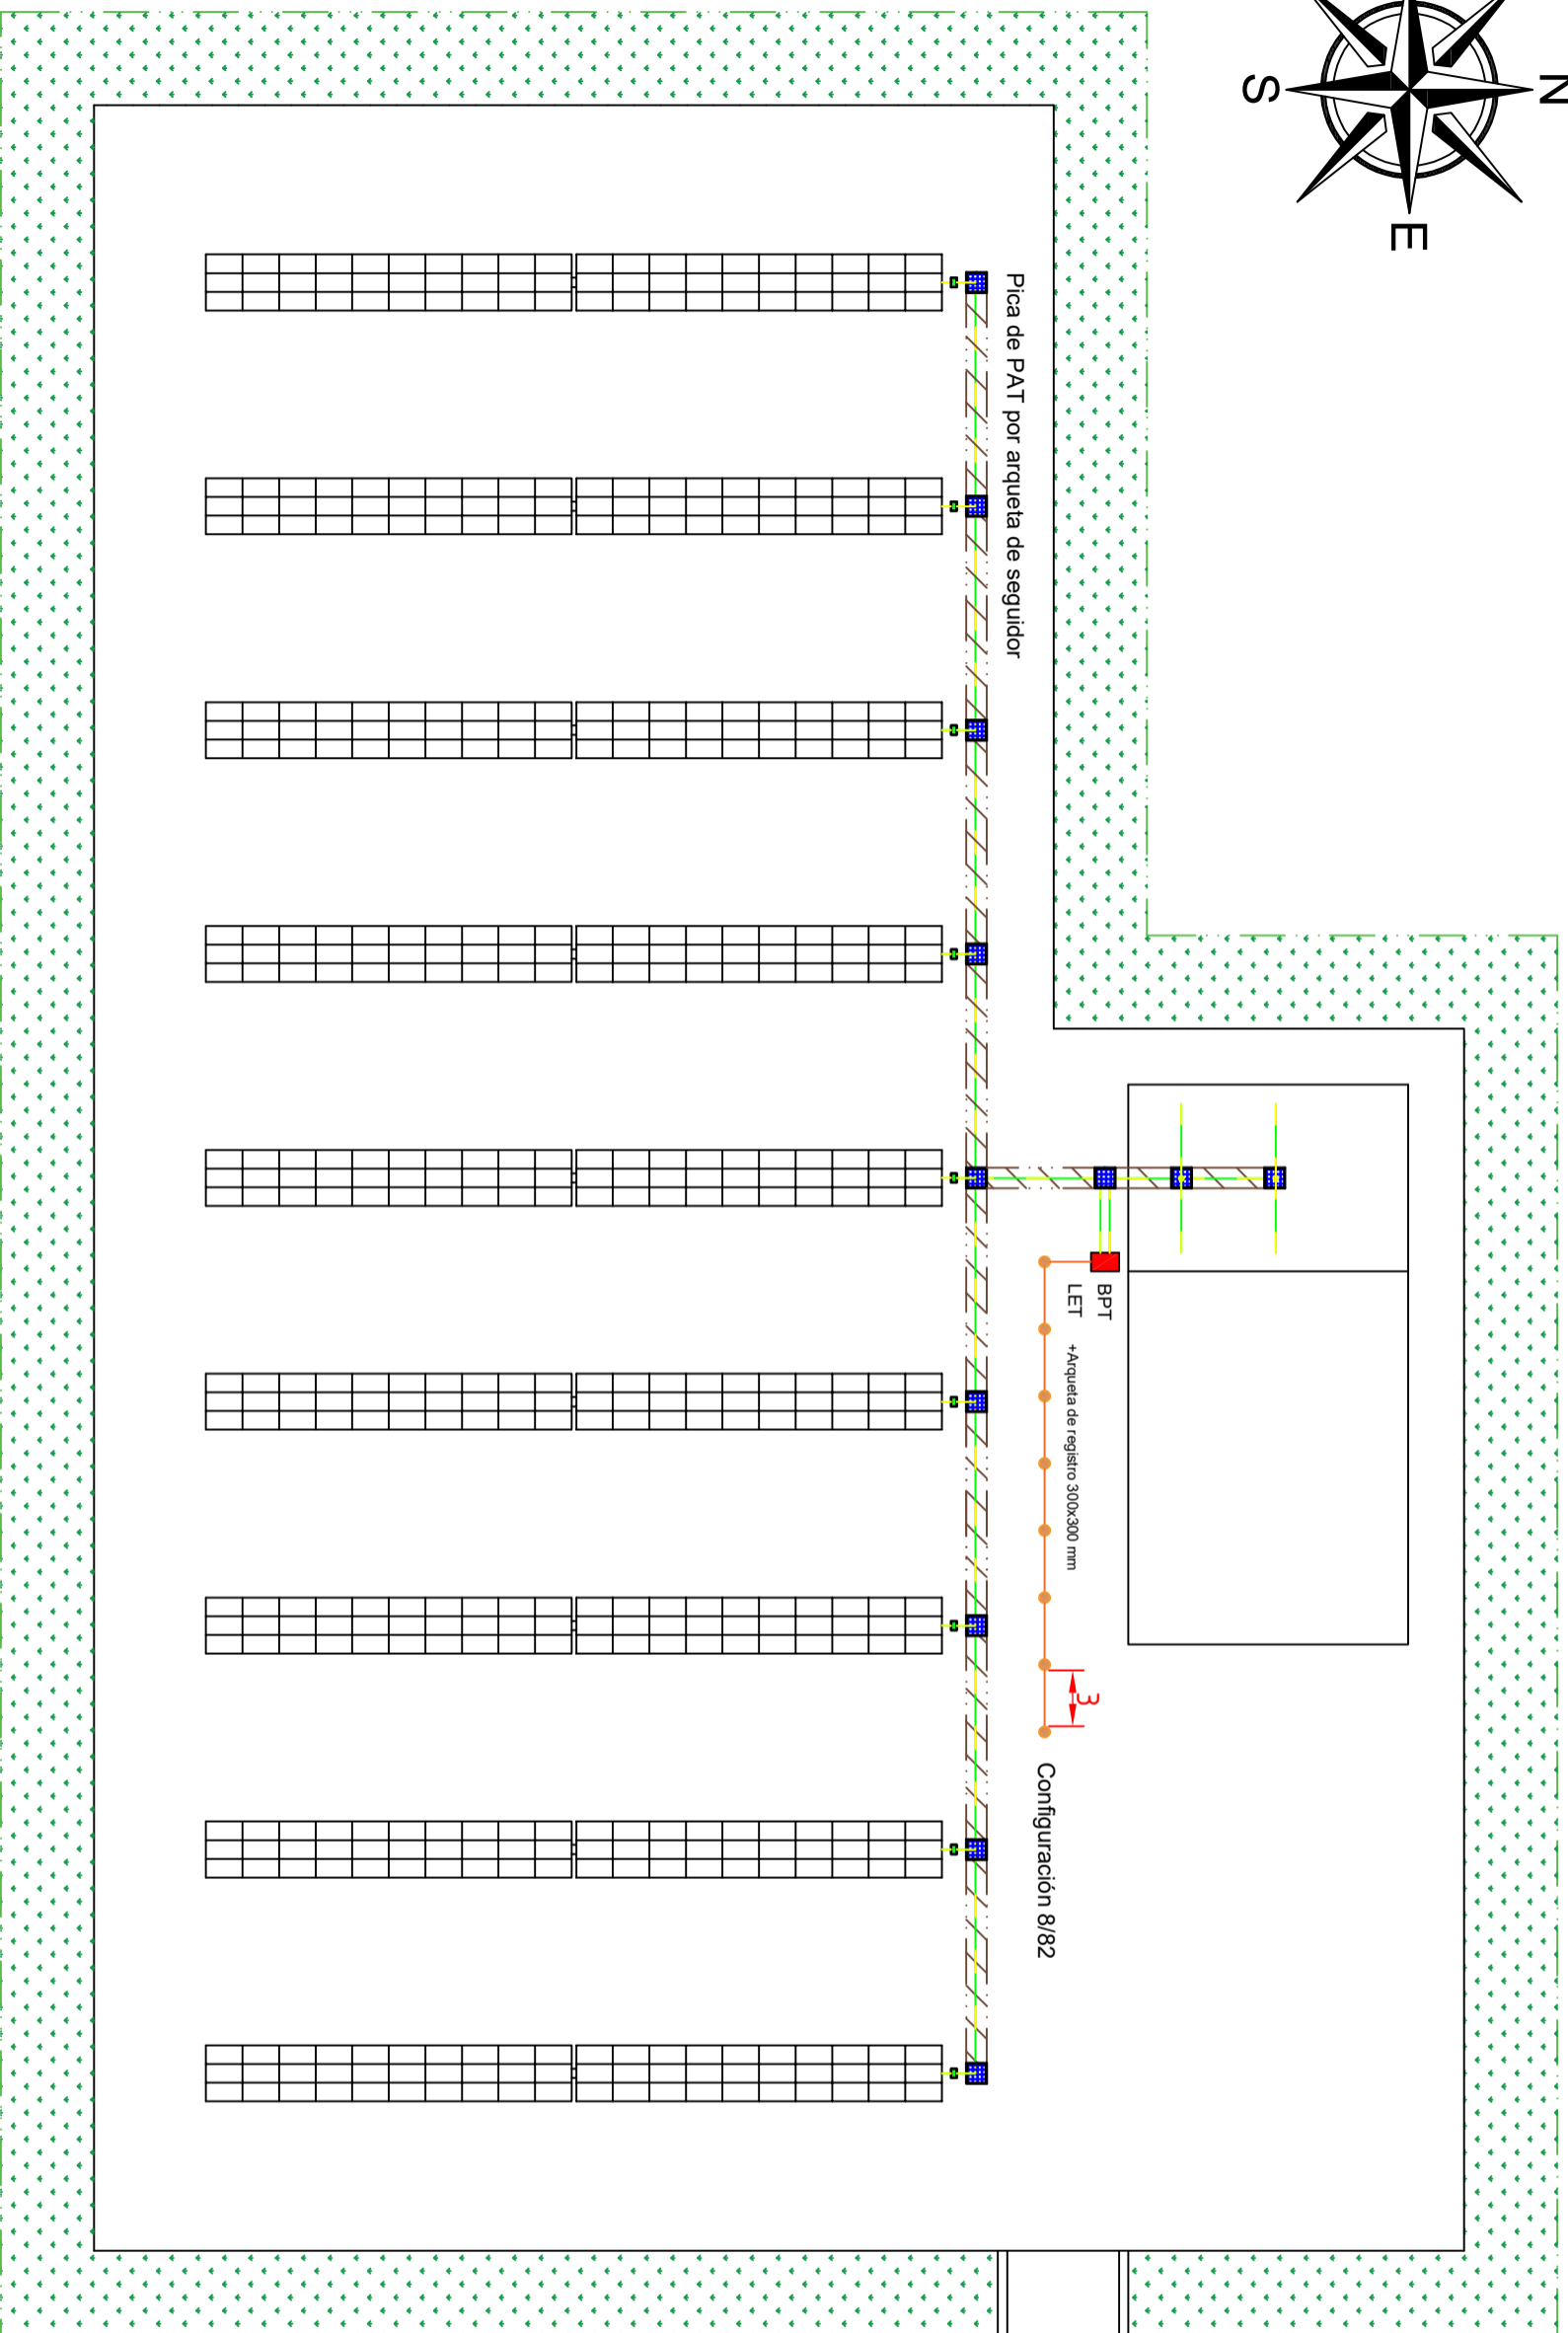 N
S
E
Pica de PAT por arqueta de seguidor
BPT
LET
+Arqueta de registro 300x300 mm
3
Configuración 8/82